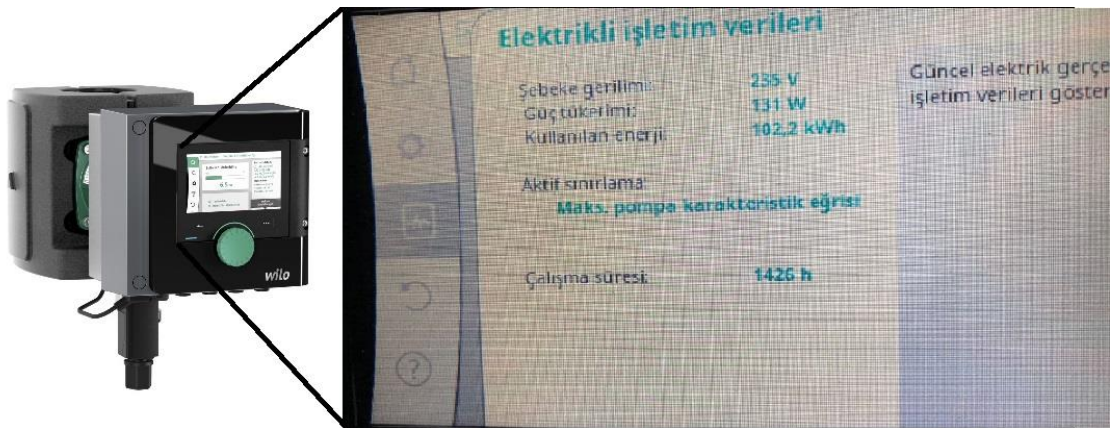 wilo
Elektrikli işletim verileri
Şebeke gerilimi: 235 V
Güç tüketimi: 131 W
Kullanılan enerji: 102,2 kWh
Aktif sınırlama:
Maks. pompa karakteristik eğrisi
Çalışma süresi: 1426 h
Güncel elektrik gerçe
işletim verileri göster
?